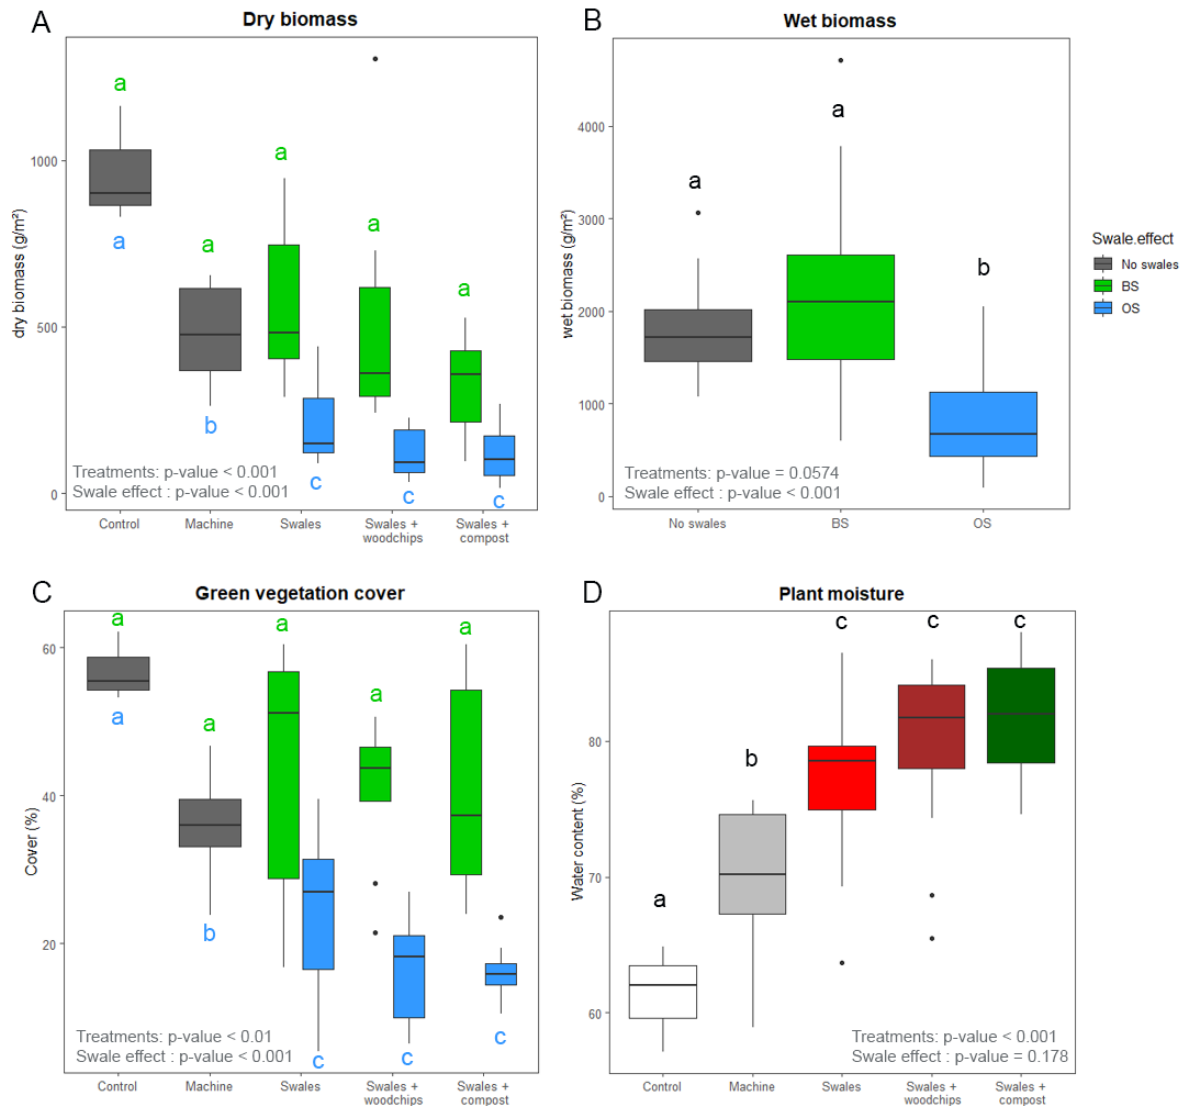 A
Dry biomass
dry biomass (g/m²)
1000
500
0
a
a
a
b
a
c
a
c
a
c
Treatments: p-value < 0.001
Swale effect : p-value < 0.001
Control
Machine
Swales
Swales +
woodchips
Swales +
compost
B
Wet biomass
wet biomass (g/m²)
4000
3000
2000
1000
0
a
a
b
Treatments: p-value = 0.0574
Swale effect : p-value < 0.001
No swales
BS
OS
Swale.effect
No swales
BS
OS
C
Green vegetation cover
Cover (%)
60
40
20
a
a
a
b
a
c
a
c
a
c
Treatments: p-value < 0.01
Swale effect : p-value < 0.001
Control
Machine
Swales
Swales +
woodchips
Swales +
compost
D
Plant moisture
Water content (%)
80
70
60
a
b
c
c
c
Treatments: p-value < 0.001
Swale effect : p-value = 0.178
Control
Machine
Swales
Swales +
woodchips
Swales +
compost